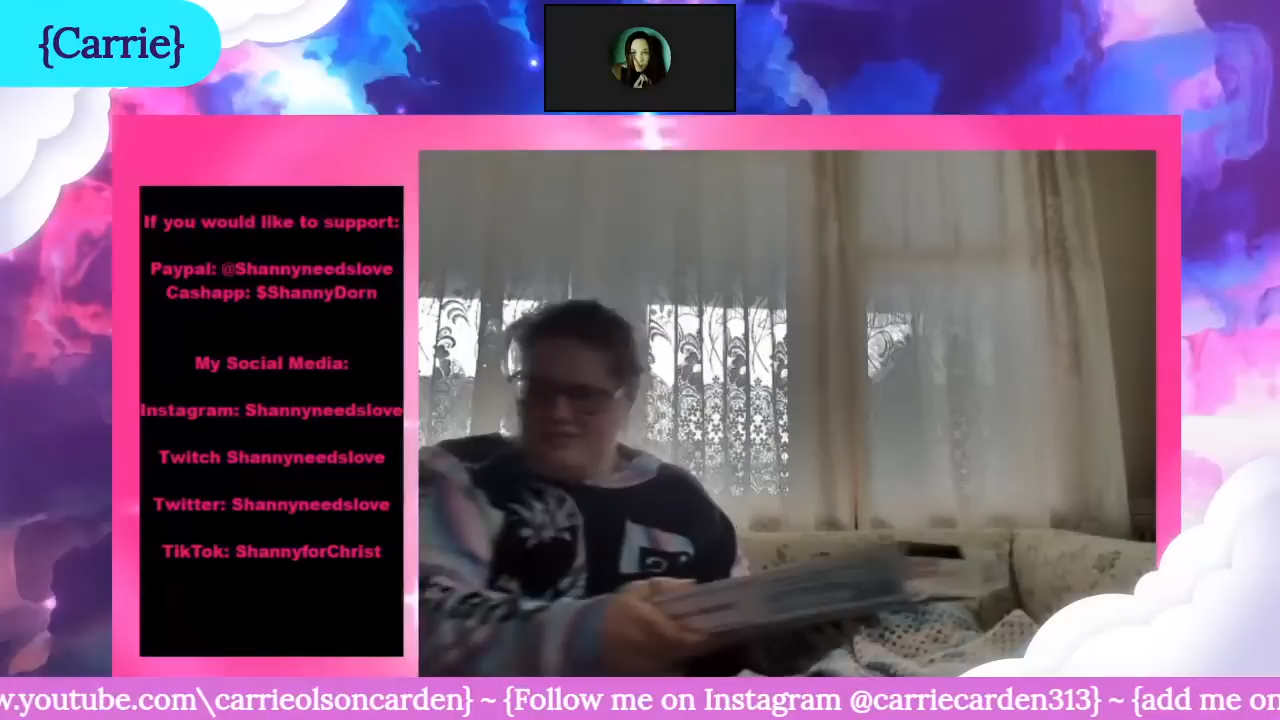 {Carrie}
If you would like to support:
Paypal: @Shannyneedslove
Cashapp: $ShannyDorn
My Social Media:
Instagram: Shannyneedslove
Twitch Shannyneedslove
Twitter: Shannyneedslove
TikTok: ShannyforChrist
w.youtube.com\carrieolsoncarden} ~ {Follow me on Instagram @carriecarden313} ~ {add me on